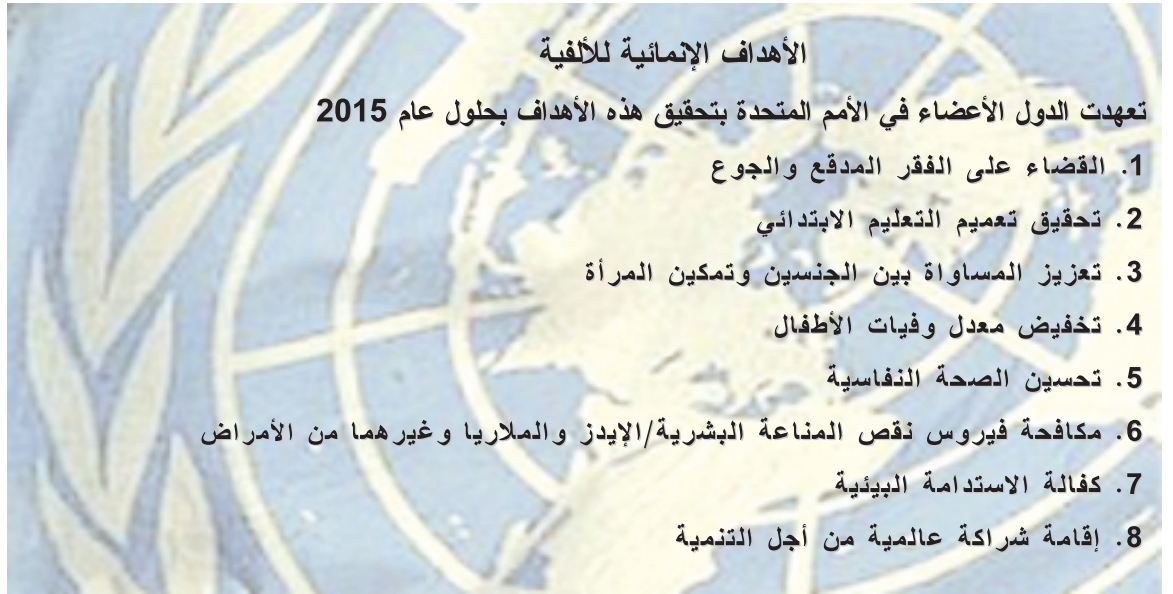 الأهداف الإنمائية للألفية
تعهدت الدول الأعضاء في الأمم المتحدة بتحقيق هذه الأهداف بحلول عام 2015
1. القضاء على الفقر المدقع والجوع
2. تحقيق تعميم التعليم الابتدائي
3. تعزيز المساواة بين الجنسين وتمكين المرأة
4. تخفيض معدل وفيات الأطفال
5. تحسين الصحة النفاسية
6. مكافحة فيروس نقص المناعة البشرية/الإيدز والملاريا وغيرهما من الأمراض
7. كفالة الاستدامة البيئية
8. إقامة شراكة عالمية من أجل التنمية